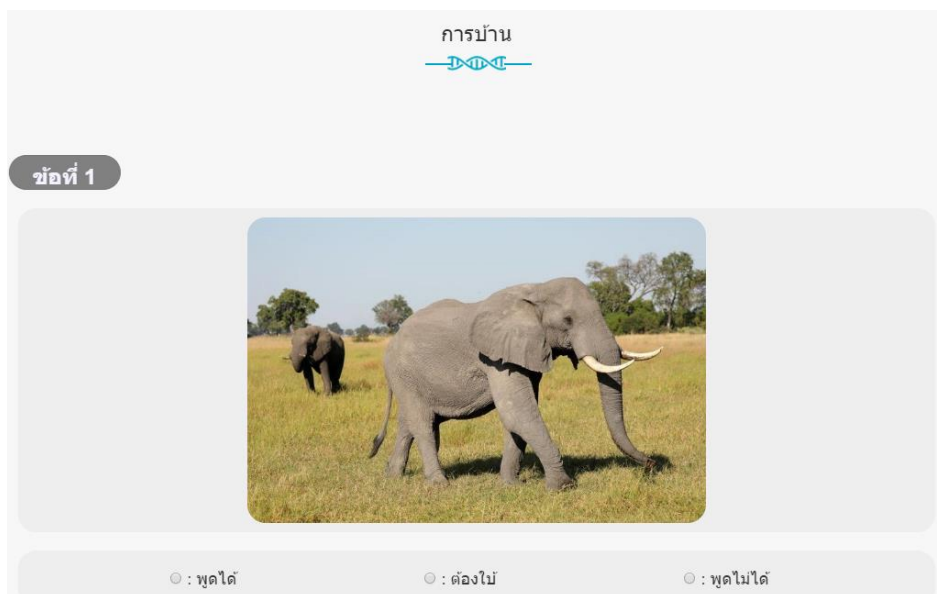 การบ้าน
ข้อที่ 1
: พูดได้
: ต้องใบ้
: พูดไม่ได้